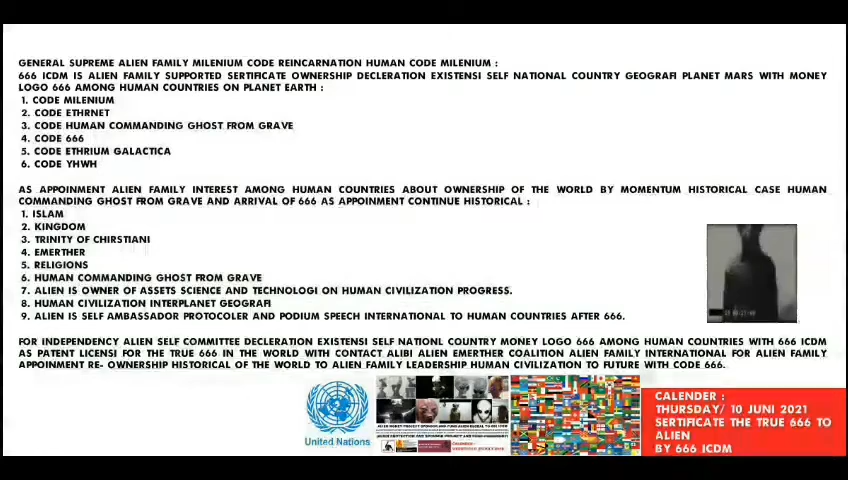 GENERAL SUPREME ALIEN FAMILY MILENIUM CODE REINCARNATION HUMAN CODE MILENIUM :
666 ICDM IS ALIEN FAMILY SUPPORTED SERTIFICATE OWNERSHIP DECLERATION EXISTENSI SELF NATIONAL COUNTRY GEOGRAFI PLANET MARS WITH MONEY
LOGO 666 AMONG HUMAN COUNTRIES ON PLANET EARTH :
1. CODE MILENIUM
2. CODE ETHRNET
3. CODE HUMAN COMMANDING GHOST FROM GRAVE
4. CODE 666
5. CODE ETHRIUM GALACTICA
6. CODE YHWH
AS APPOINMENT ALIEN FAMILY INTEREST AMONG HUMAN COUNTRIES ABOUT OWNERSHIP OF THE WORLD BY MOMENTUM HISTORICAL CASE HUMAN
COMMANDING GHOST FROM GRAVE AND ARRIVAL OF 666 AS APPOINMENT CONTINUE HISTORICAL :
1. ISLAM
2. KINGDOM
3. TRINITY OF CHIRSTIANI
4. EMERTHER
5. RELIGIONS
6. HUMAN COMMANDING GHOST FROM GRAVE
7. ALIEN IS OWNER OF ASSETS SCIENCE AND TECHNOLOGI ON HUMAN CIVILIZATION PROGRESS.
8. HUMAN CIVILIZATION INTERPLANET GEOGRAFI
9. ALIEN IS SELF AMBASSADOR PROTOCOLER AND PODIUM SPEECH INTERNATIONAL TO HUMAN COUNTRIES AFTER 666.
FOR INDEPENDENCY ALIEN SELF COMMITTEE DECLERATION EXISTENSI SELF NATIONL COUNTRY MONEY LOGO 666 AMONG HUMAN COUNTRIES WITH 666 ICDM
AS PATENT LICENSI FOR THE TRUE 666 IN THE WORLD WITH CONTACT ALIBI ALIEN EMERTHER COALITION ALIEN FAMILY INTERNATIONAL FOR ALIEN FAMILY
APPOINMENT RE- OWNERSHIP HISTORICAL OF THE WORLD TO ALIEN FAMILY LEADERSHIP HUMAN CIVILIZATION TO FUTURE WITH CODE 666.
United Nations
CALENDER :
THURSDAY/ 10 JUNI 2021
SERTIFICATE THE TRUE 666 TO
ALIEN
BY 666 ICDM